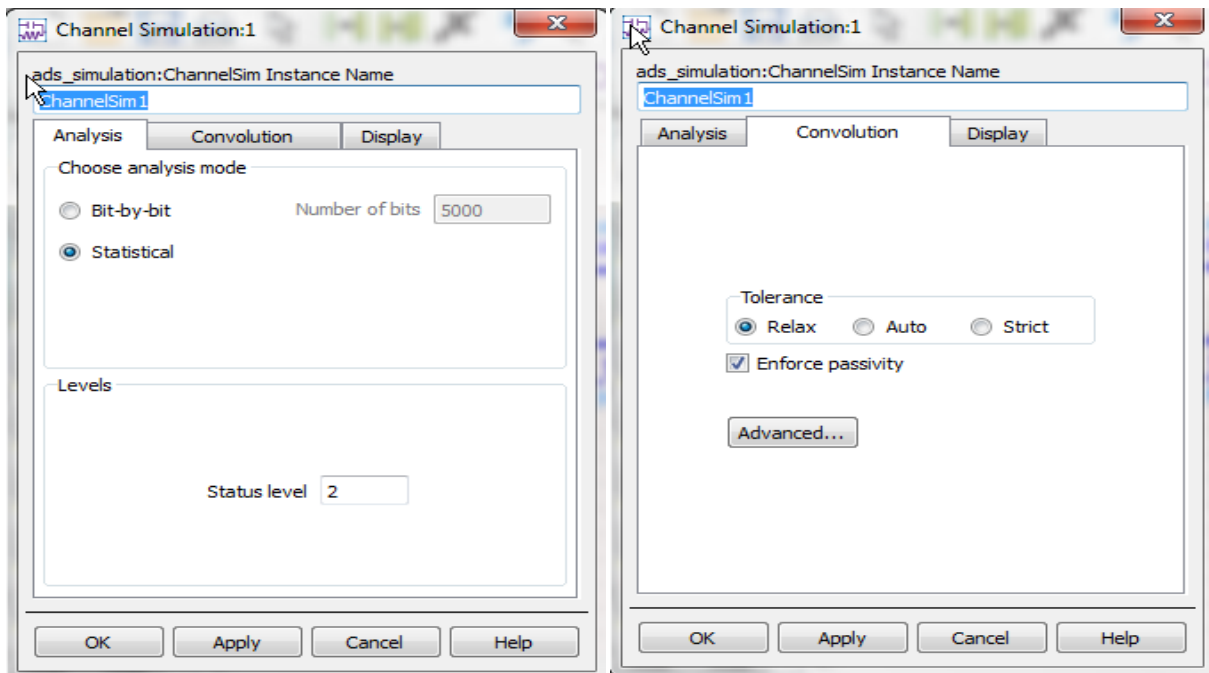 Channel Simulation:1
ads_simulation:ChannelSim Instance Name
ChannelSim1
Analysis Convolution Display
Choose analysis mode
Bit-by-bit Number of bits 5000
Statistical
Levels
Status level 2
OK Apply Cancel Help
Channel Simulation:1
ads_simulation:ChannelSim Instance Name
ChannelSim1
Analysis Convolution Display
Tolerance
Relax Auto Strict
Enforce passivity
Advanced...
OK Apply Cancel Help